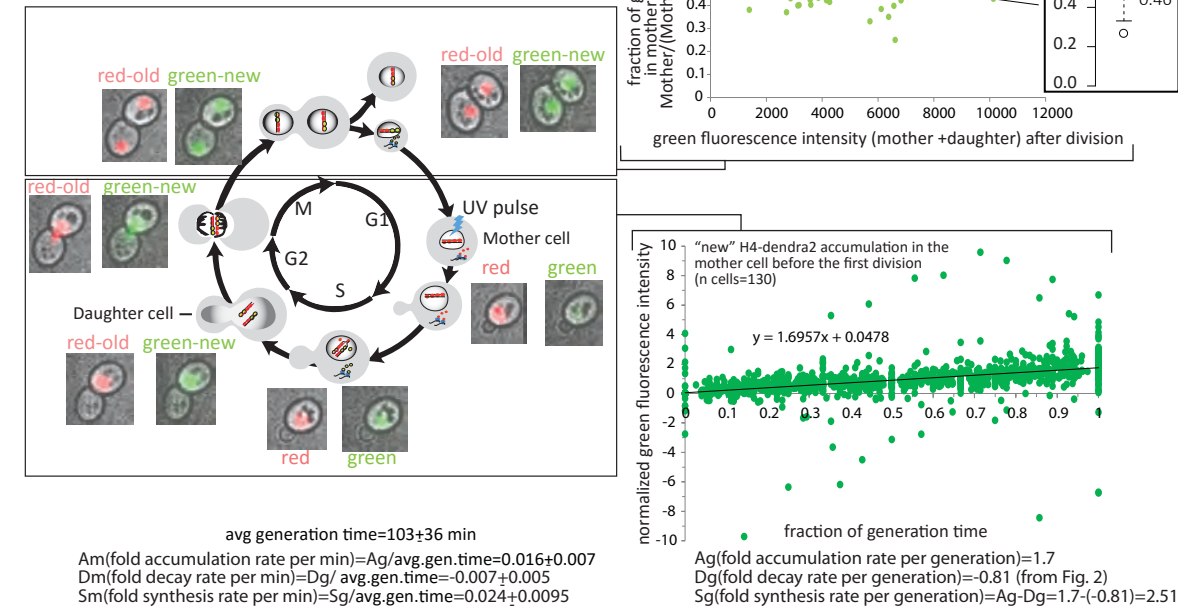 fraction of g
in mother
Mother/(Mot
0.4
0.3
0.2
0.1
0
0 2000 4000 6000 8000 10000 12000
green fluorescence intensity (mother +daughter) after division
0.4
0.46
0.2
0.0
red-old green-new
red-old green-new
red-old green-new
M
G1
G2
S
UV pulse
Mother cell
red green
Daughter cell
red-old green-new
red green
normalized green fluorescence intensity
10
8
6
4
2
0
-2
-4
-6
-8
-10
"new" H4-dendra2 accumulation in the
mother cell before the first division
(n cells=130)
y = 1.6957x + 0.0478
0 0.1 0.2 0.3 0.4 0.5 0.6 0.7 0.8 0.9 1
fraction of generation time
avg generation time=103±36 min
Am(fold accumulation rate per min)=Ag/avg.gen.time=0.016±0.007
Dm(fold decay rate per min)=Dg/ avg.gen.time=-0.007±0.005
Sm(fold synthesis rate per min)=Sg/avg.gen.time=0.024±0.0095
Ag(fold accumulation rate per generation)=1.7
Dg(fold decay rate per generation)=-0.81 (from Fig. 2)
Sg(fold synthesis rate per generation)=Ag-Dg=1.7-(-0.81)=2.51